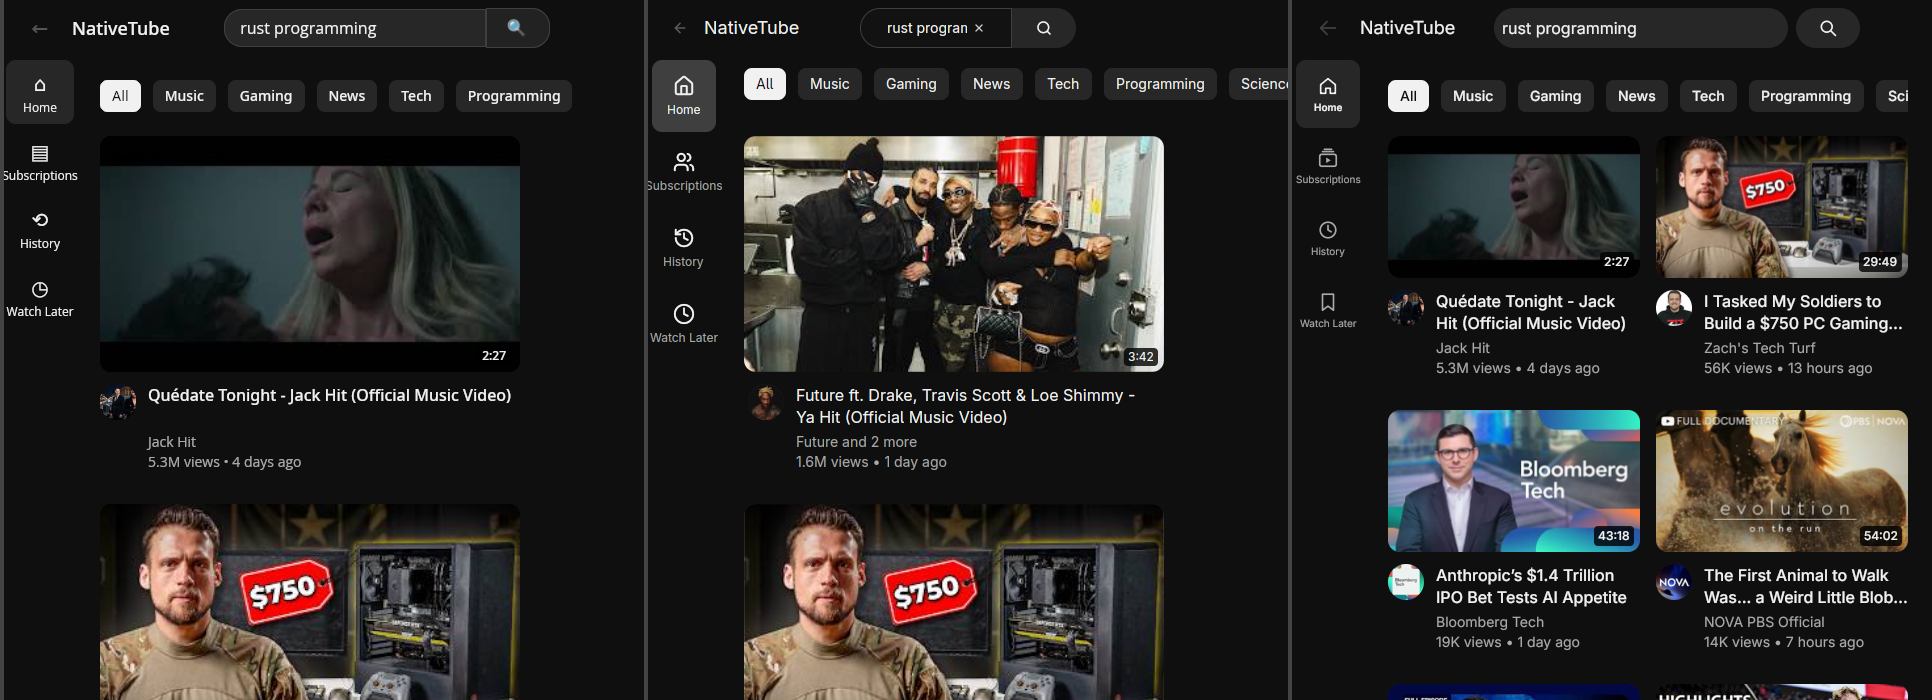 NativeTube
rust programming
All
Music
Gaming
News
Tech
Programming
Home
Subscriptions
History
Watch Later
2:27
Quédate Tonight - Jack Hit (Official Music Video)
Jack Hit
5.3M views • 4 days ago
$750
NativeTube
rust progran ×
All
Music
Gaming
News
Tech
Programming
Science
Home
Subscriptions
History
Watch Later
3:42
Future ft. Drake, Travis Scott & Loe Shimmy -
Ya Hit (Official Music Video)
Future and 2 more
1.6M views • 1 day ago
$750
NativeTube
rust programming
All
Music
Gaming
News
Tech
Programming
Sci
Home
Subscriptions
History
Watch Later
2:27
Quédate Tonight - Jack
Hit (Official Music Video)
Jack Hit
5.3M views • 4 days ago
$750
29:49
I Tasked My Soldiers to
Build a $750 PC Gaming...
Zach's Tech Turf
56K views • 13 hours ago
Bloomberg
Tech
43:18
Anthropic’s $1.4 Trillion
IPO Bet Tests AI Appetite
Bloomberg Tech
19K views • 1 day ago
FULL DOCUMENTARY
PBS | NOVA
evolution
on the run
54:02
NOVA
The First Animal to Walk
Was... a Weird Little Blob...
NOVA PBS Official
14K views • 7 hours ago
HIGHLIGHTS